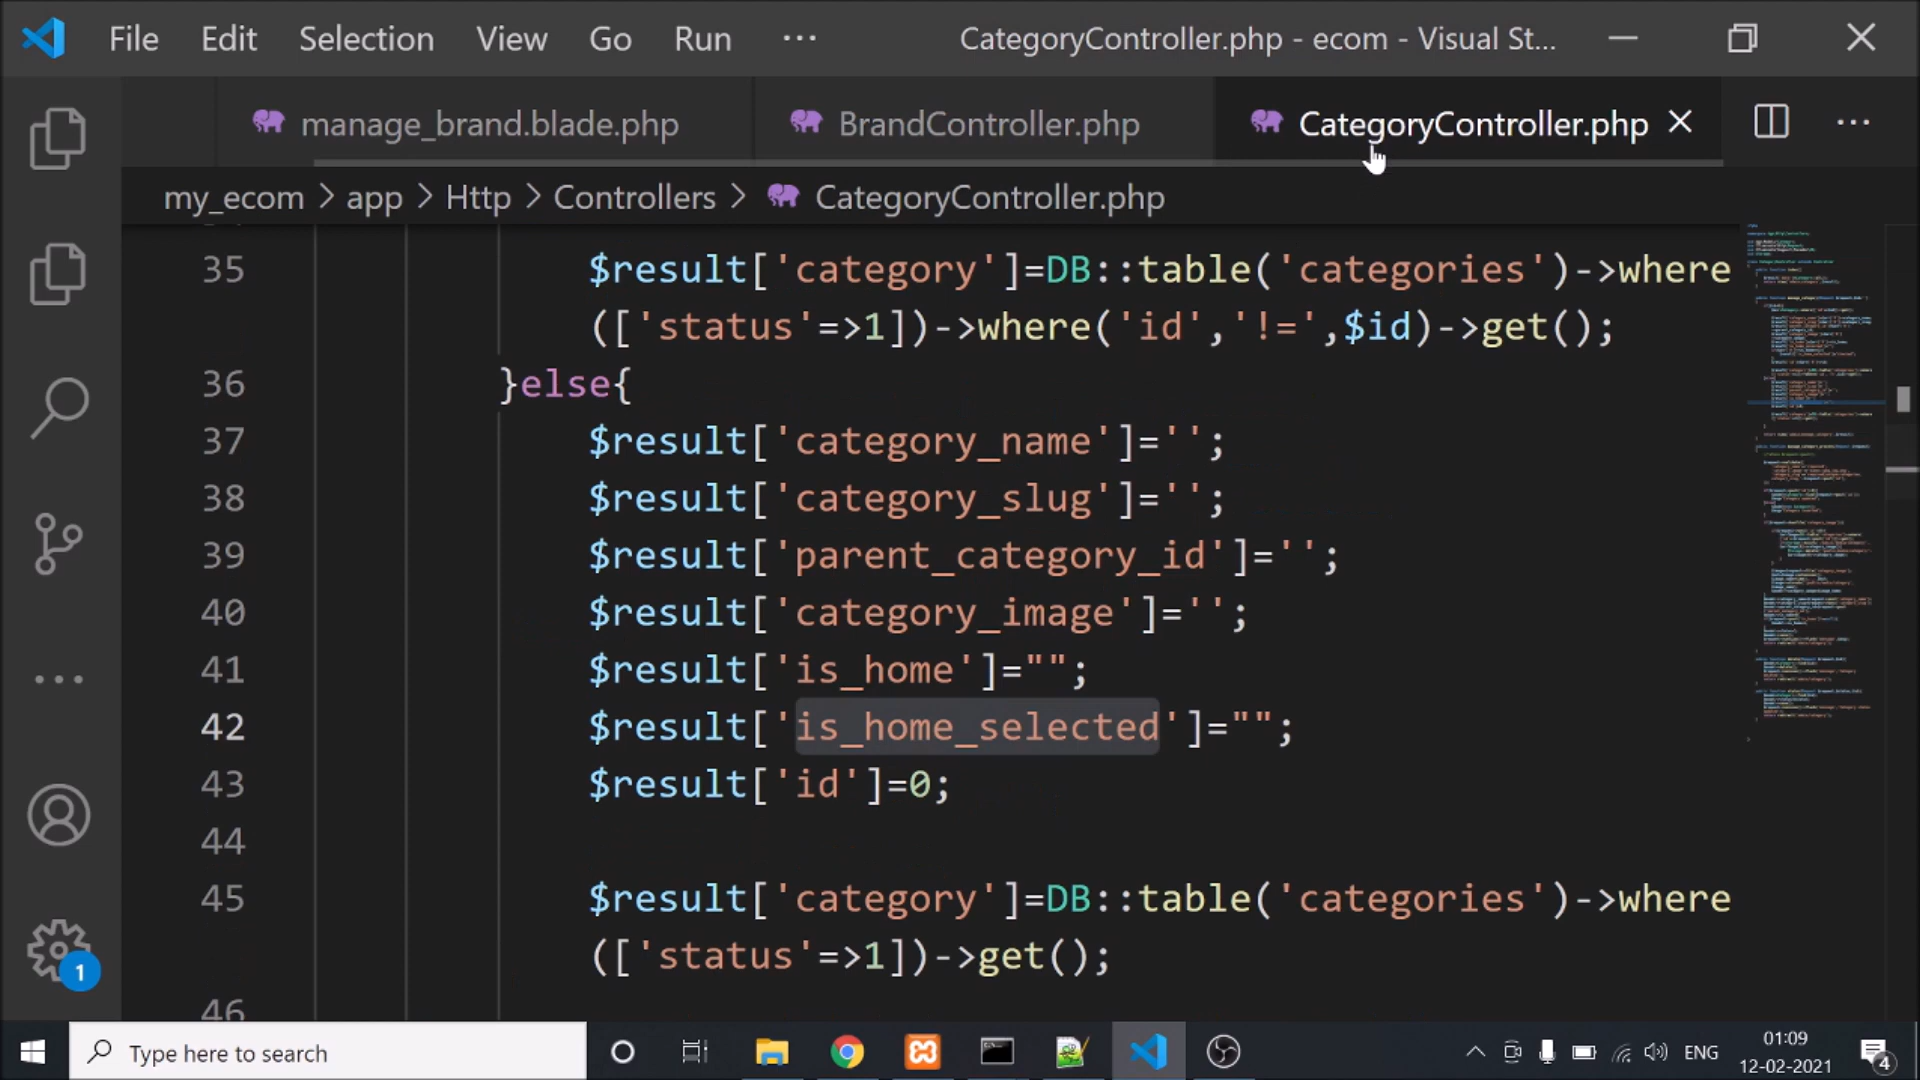 File Edit Selection View Go Run ··· CategoryController.php - ecom - Visual St...
manage_brand.blade.php BrandController.php CategoryController.php
my_ecom > app > Http > Controllers > CategoryController.php
35 $result['category']=DB::table('categories')->where
(['status'=>1])->where('id','!=',$id)->get();
36 }else{
37 $result['category_name']='';
38 $result['category_slug']='';
39 $result['parent_category_id']='';
40 $result['category_image']='';
41 $result['is_home']="";
42 $result['is_home_selected']="";
43 $result['id']=0;
44
45 $result['category']=DB::table('categories')->where
(['status'=>1])->get();
46
1
Type here to search
ENG
01:09
12-02-2021
4